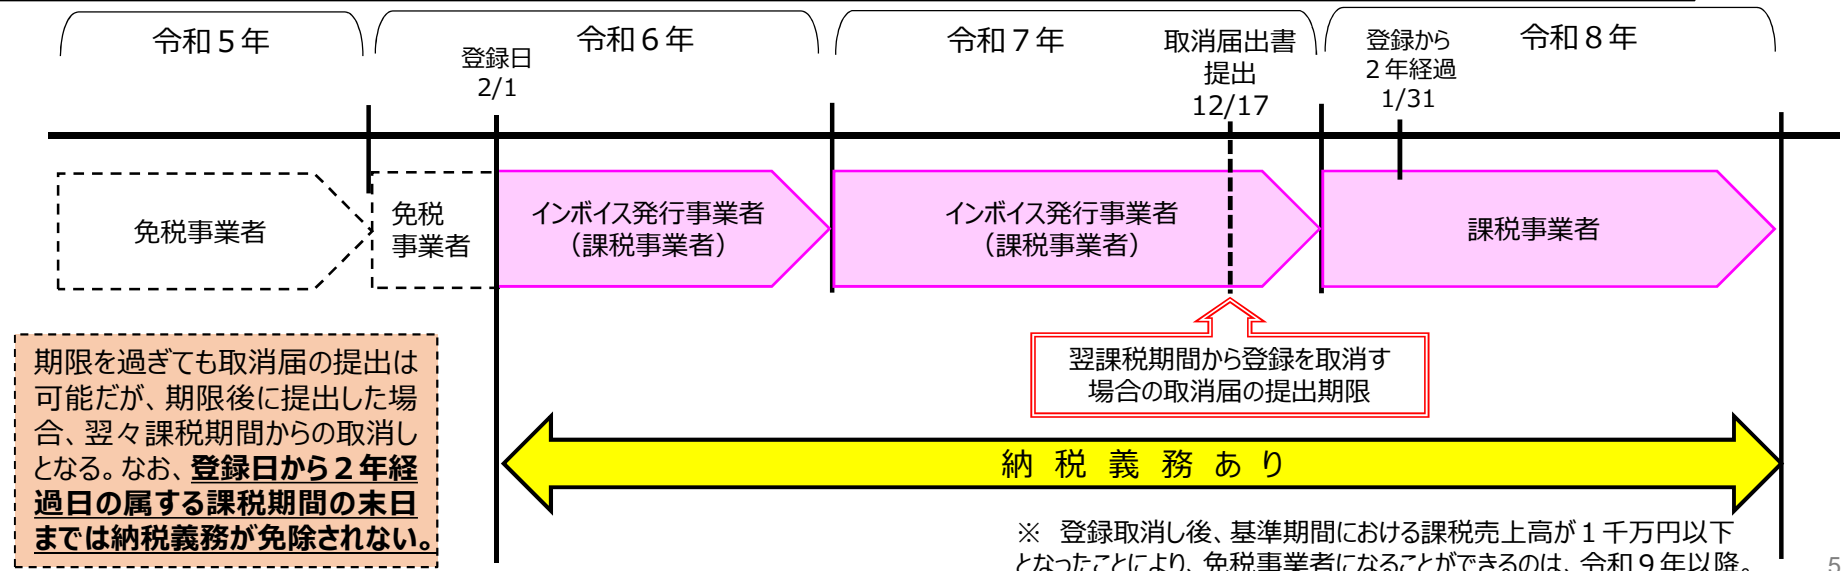 令和５年
令和６年
令和７年
令和８年
登録日
2/1
取消届出書
提出
12/17
登録から
２年経過
1/31
免税事業者
免税
事業者
インボイス発行事業者
（課税事業者）
インボイス発行事業者
（課税事業者）
課税事業者
翌課税期間から登録を取消す
場合の取消届の提出期限
期限を過ぎても取消届の提出は
可能だが、期限後に提出した場
合、翌々課税期間からの取消し
となる。なお、登録日から２年経
過日の属する課税期間の末日
までは納税義務が免除されない。
納税義務あり
※　登録取消し後、基準期間における課税売上高が１千万円以下
となったことにより、免税事業者になることができるのは、令和９年以降。
5